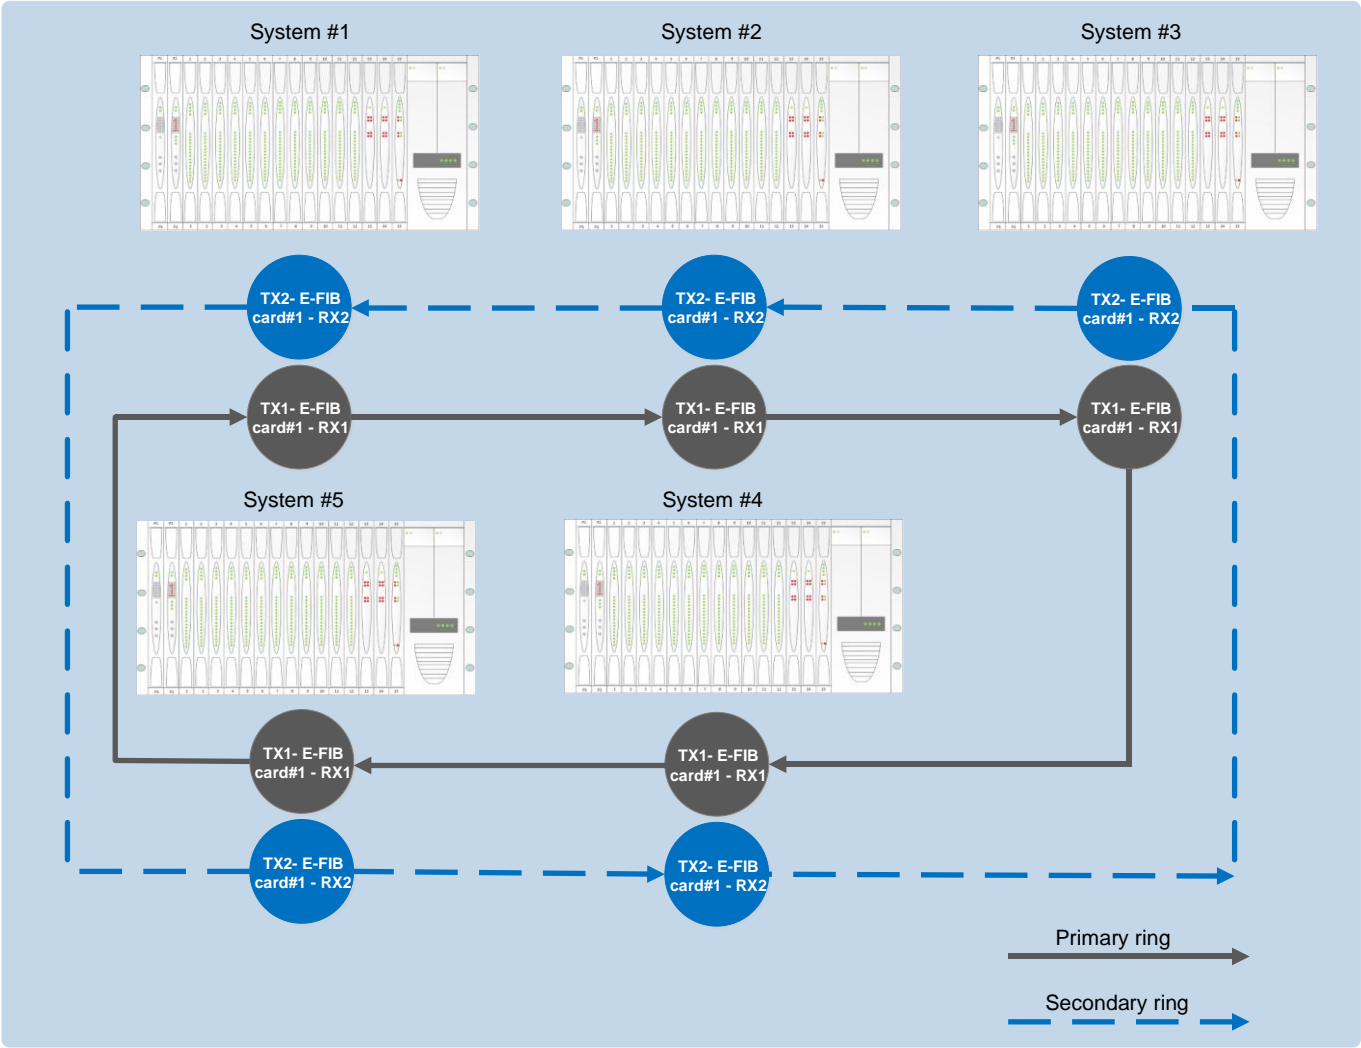 System #1
System #2
System #3
TX2- E-FIB
card#1 - RX2
TX2- E-FIB
card#1 - RX2
TX2- E-FIB
card#1 - RX2
TX1- E-FIB
card#1 - RX1
TX1- E-FIB
card#1 - RX1
TX1- E-FIB
card#1 - RX1
System #5
System #4
TX1- E-FIB
card#1 - RX1
TX1- E-FIB
card#1 - RX1
TX2- E-FIB
card#1 - RX2
TX2- E-FIB
card#1 - RX2
Primary ring
Secondary ring